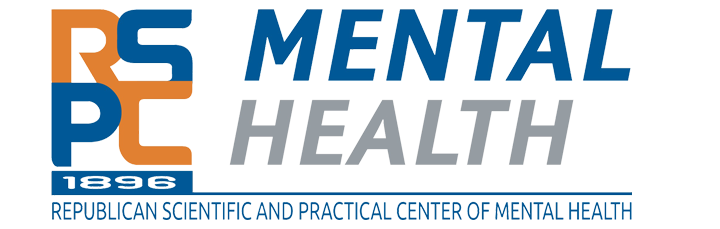 RS MENTAL
PC HEALTH
1896
REPUBLICAN SCIENTIFIC AND PRACTICAL CENTER OF MENTAL HEALTH